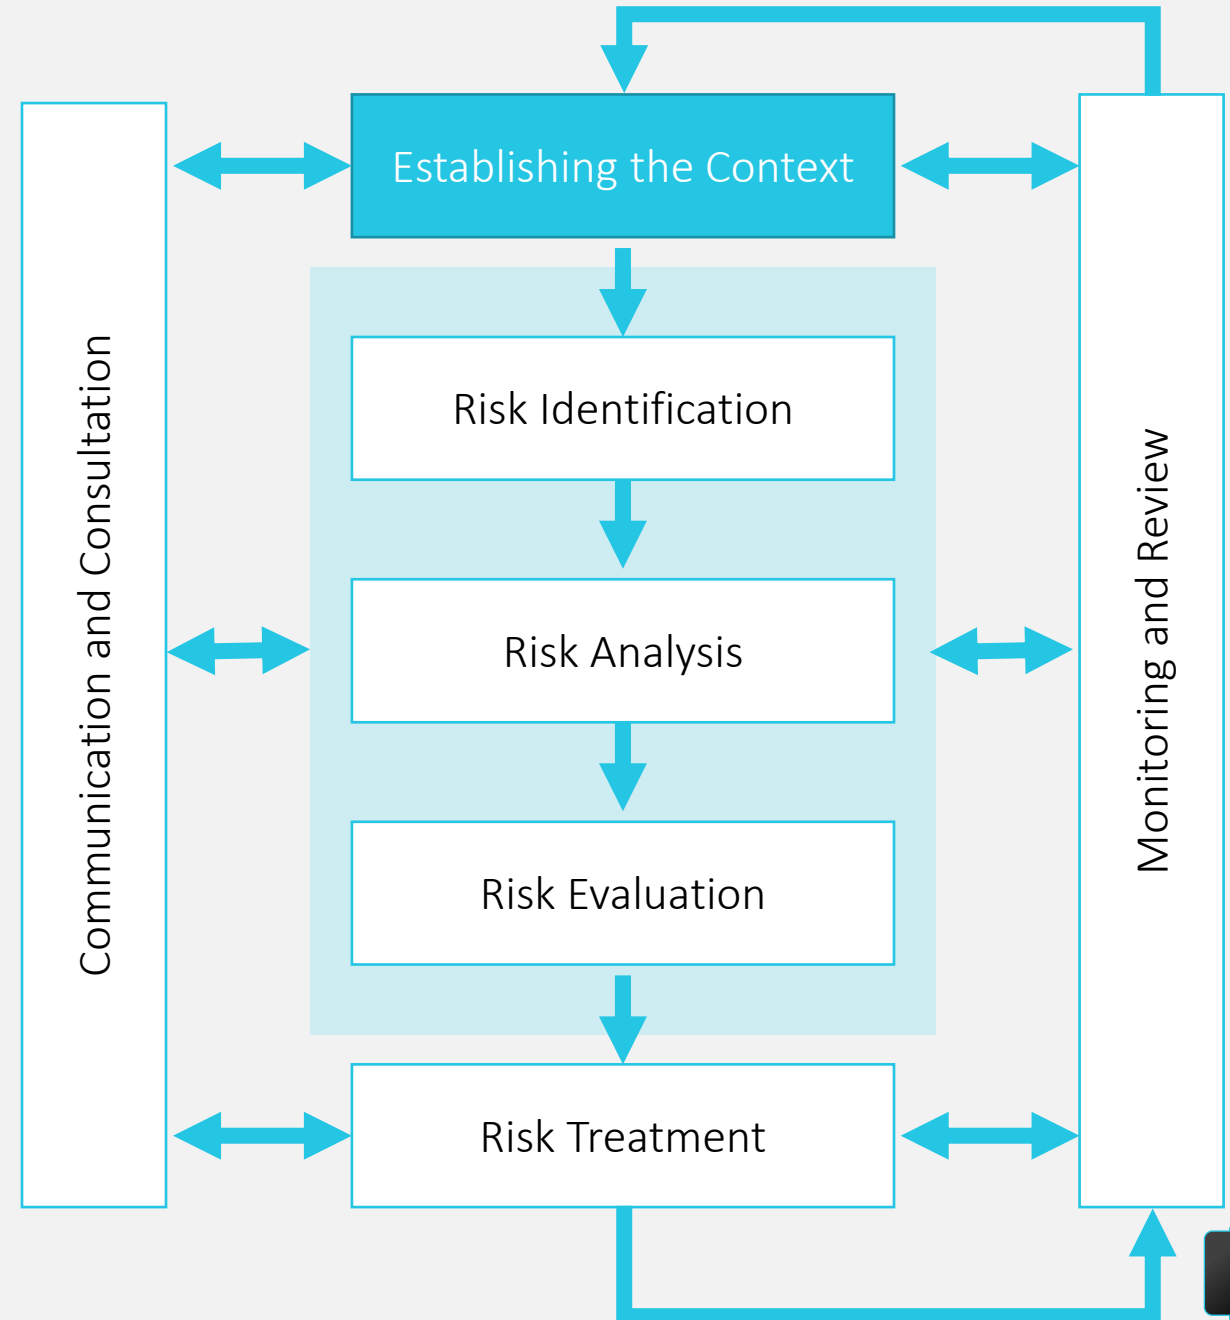 Establishing the Context
Communication and Consultation
Risk Identification
Risk Analysis
Risk Evaluation
Risk Treatment
Monitoring and Review